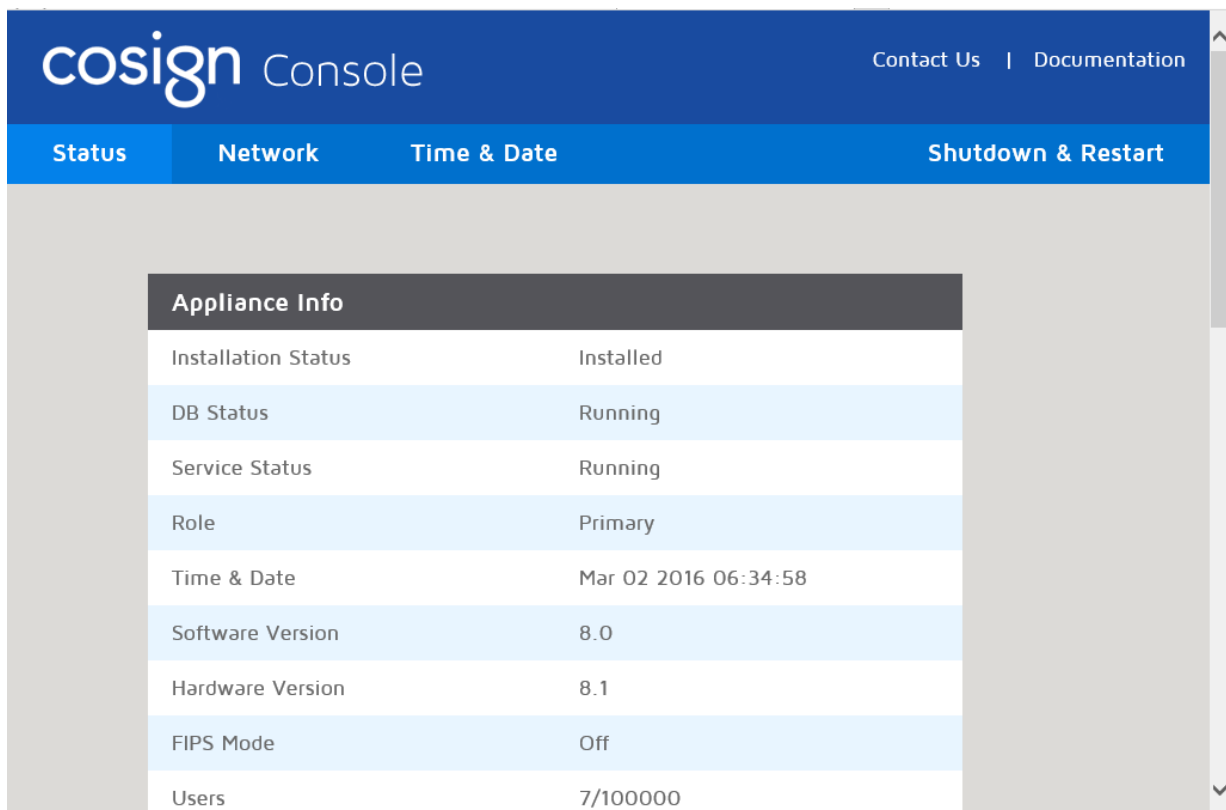 cosign Console
Contact Us | Documentation
Status Network Time & Date Shutdown & Restart
Appliance Info
Installation Status Installed
DB Status Running
Service Status Running
Role Primary
Time & Date Mar 02 2016 06:34:58
Software Version 8.0
Hardware Version 8.1
FIPS Mode Off
Users 7/100000